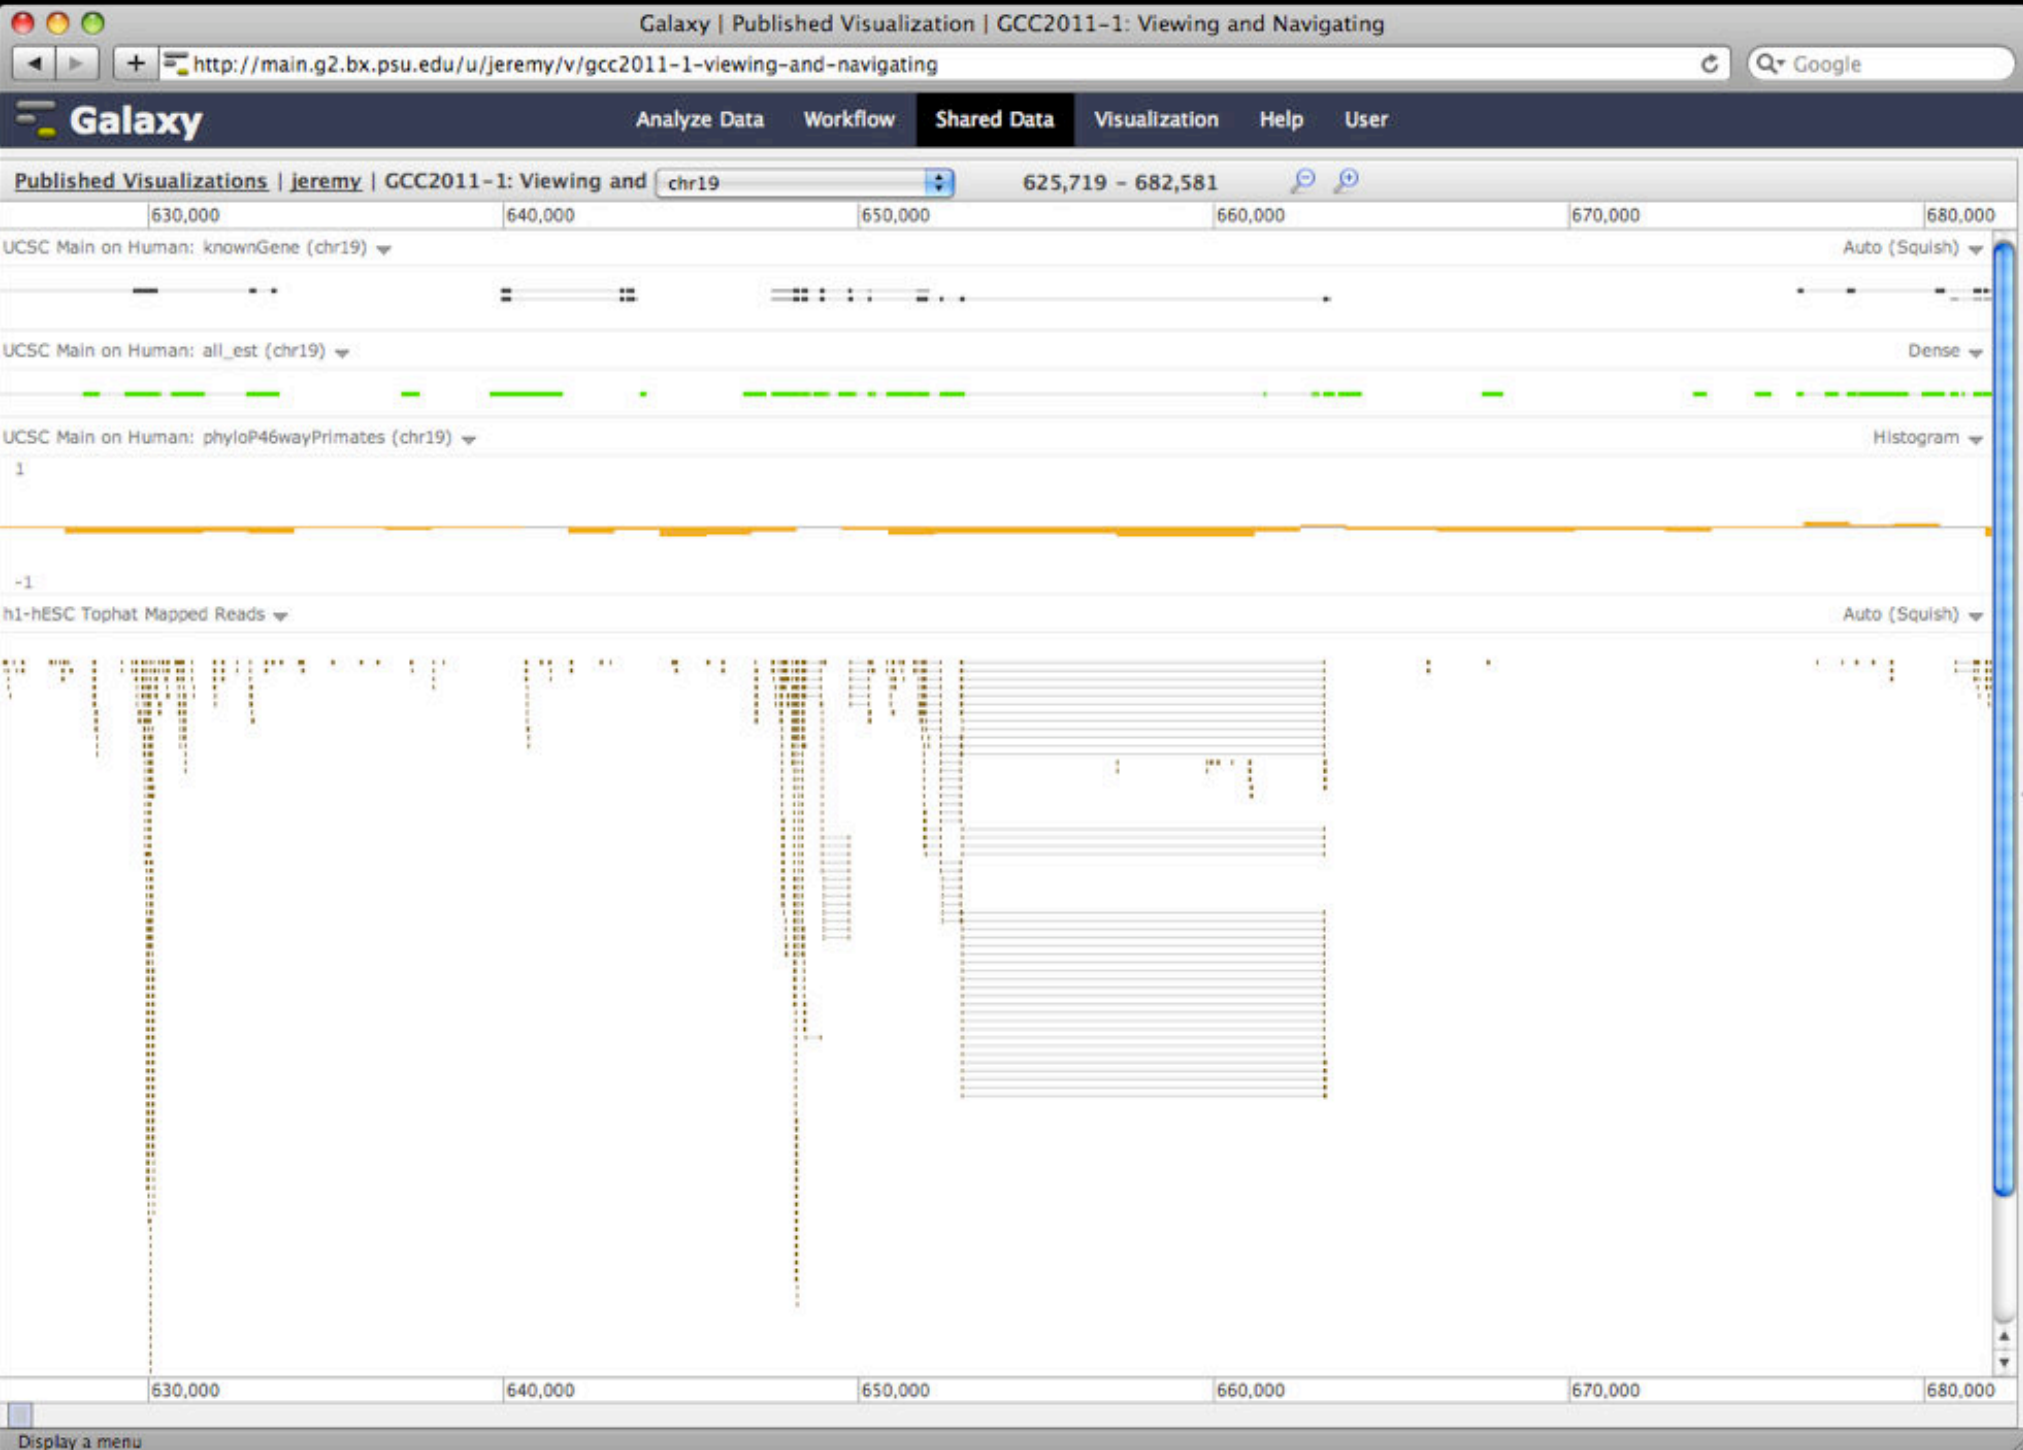 Galaxy | Published Visualization | GCC2011-1: Viewing and Navigating
http://main.g2.bx.psu.edu/u/jeremy/v/gcc2011-1-viewing-and-navigating
Google
Galaxy Analyze Data Workflow Shared Data Visualization Help User
Published Visualizations | jeremy | GCC2011-1: Viewing and chr19 625,719 - 682,581
630,000 640,000 650,000 660,000 670,000 680,000
UCSC Main on Human: knownGene (chr19) Auto (Squish)
UCSC Main on Human: all_est (chr19) Dense
UCSC Main on Human: phyloP46wayPrimates (chr19) Histogram
1
-1
h1-hESC Tophat Mapped Reads Auto (Squish)
630,000 640,000 650,000 660,000 670,000 680,000
Display a menu